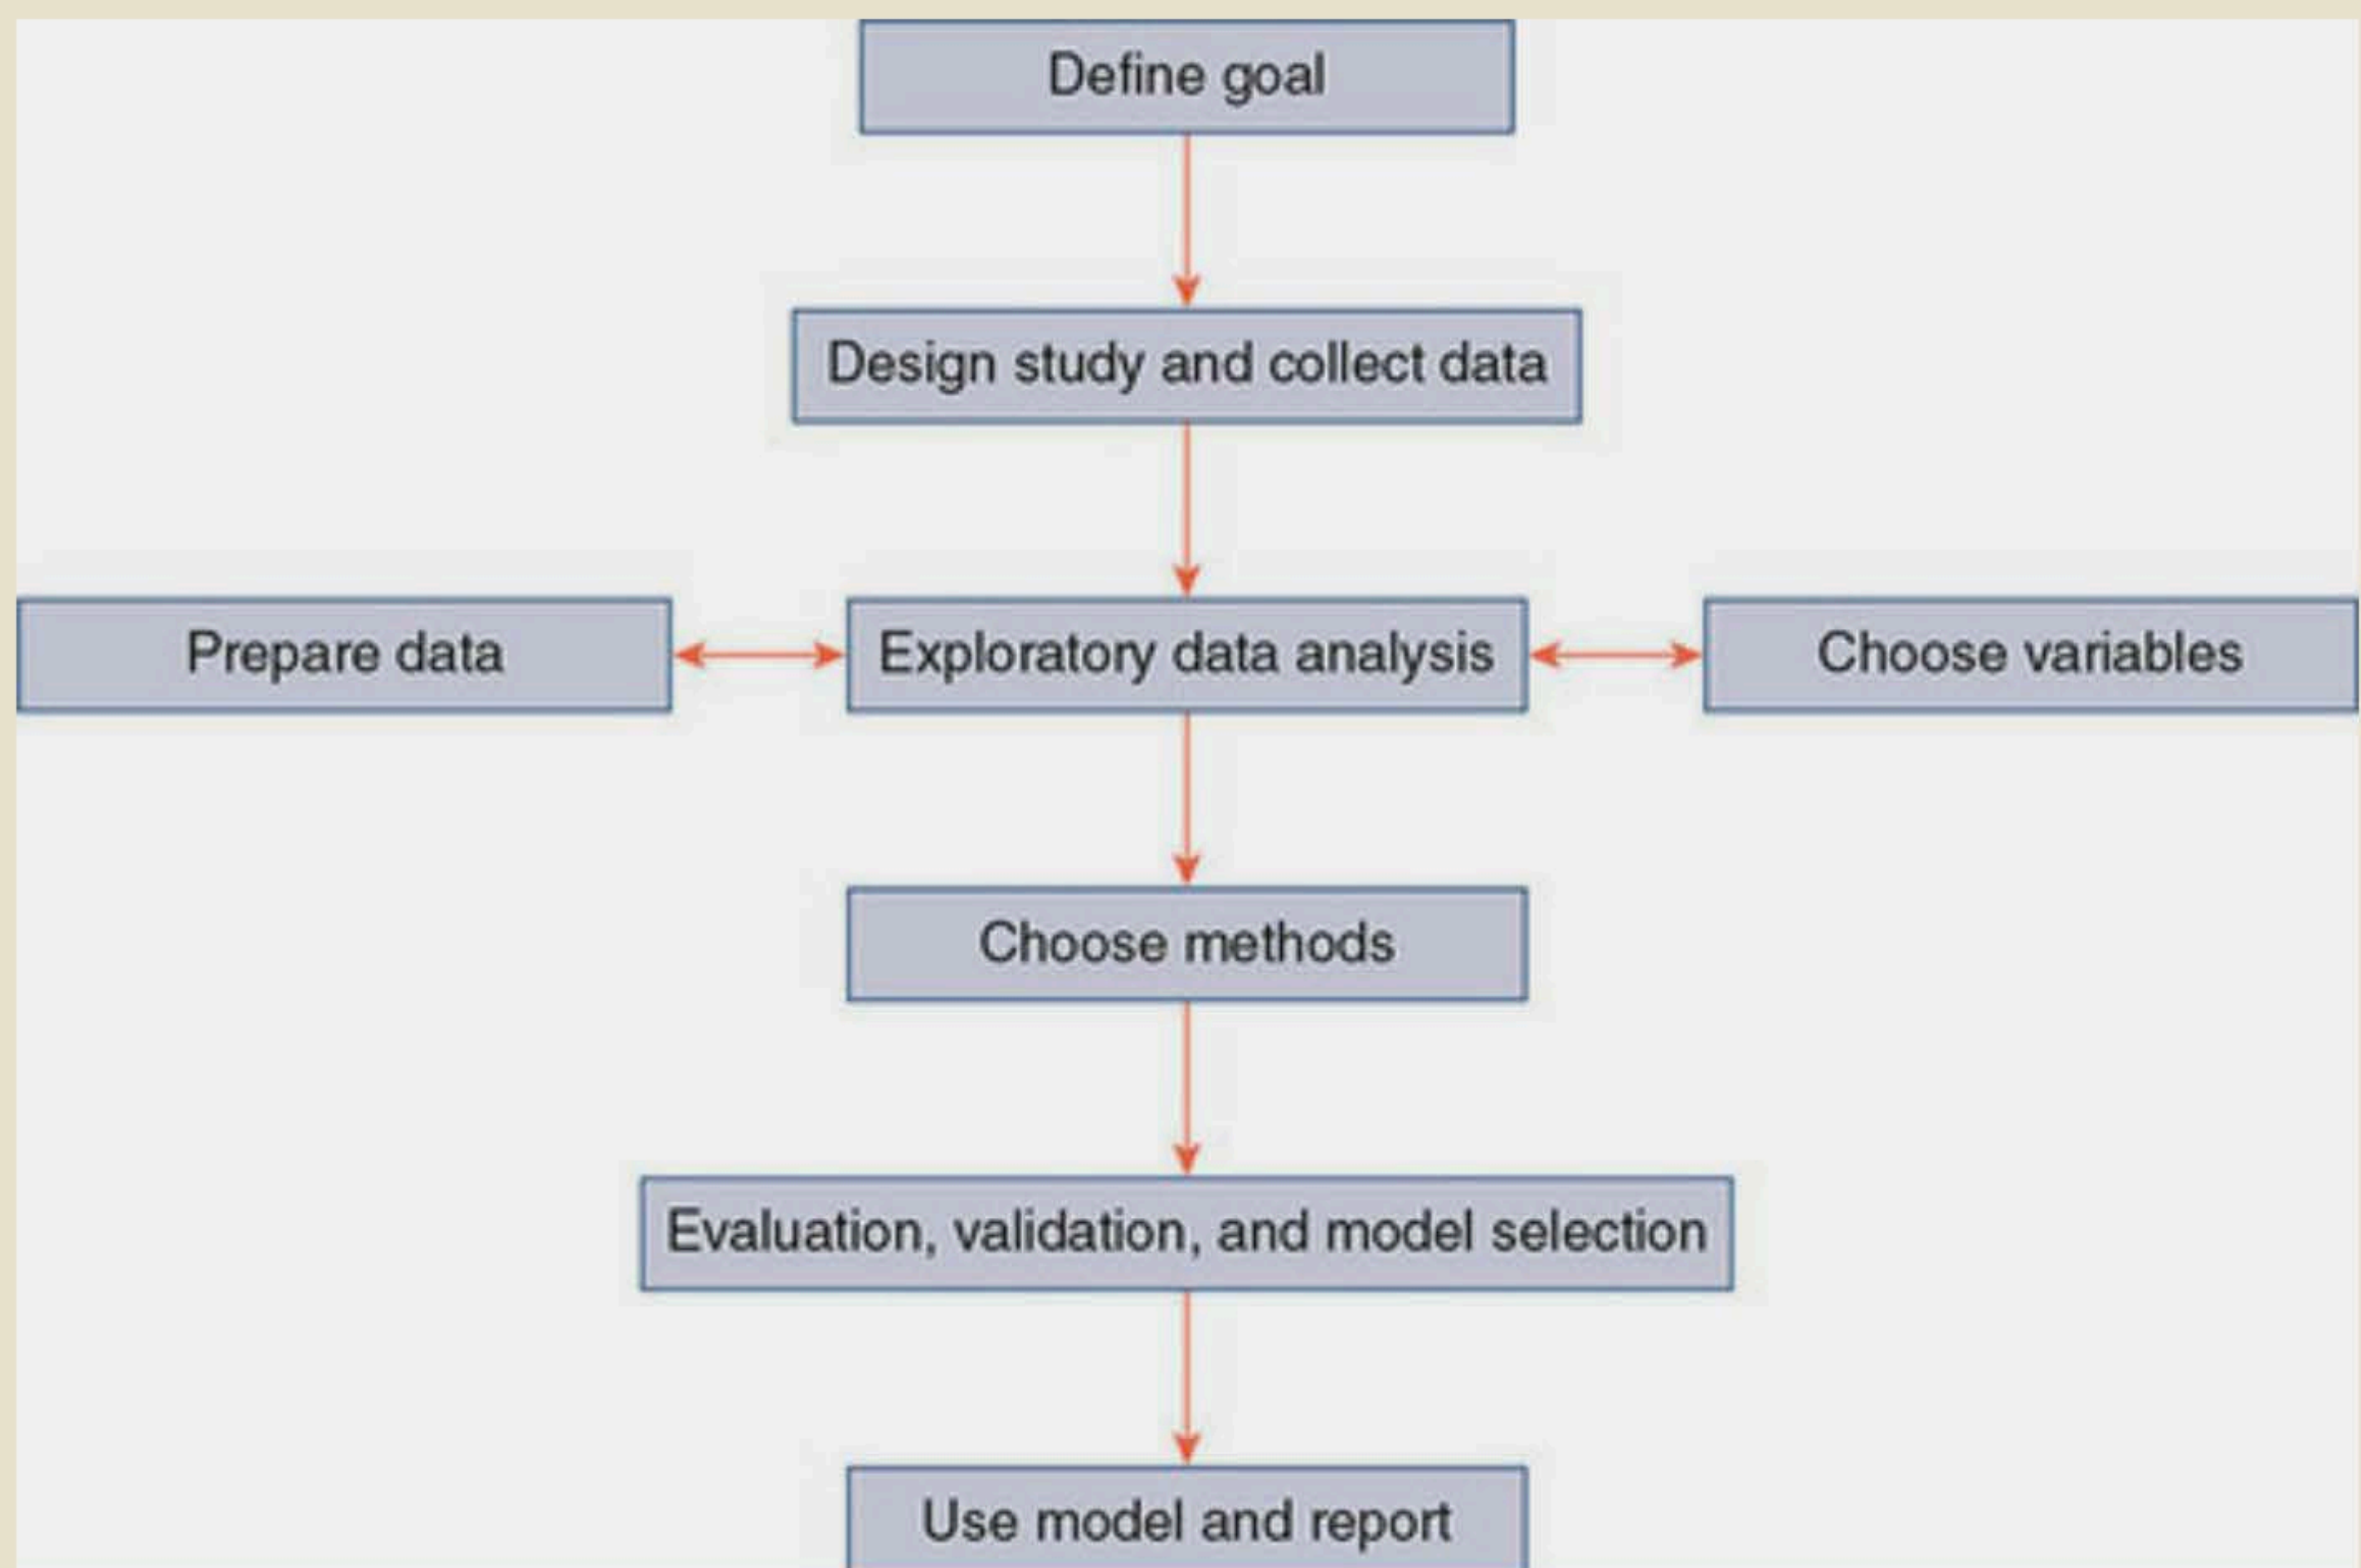 Define goal
Design study and collect data
Prepare data
Exploratory data analysis
Choose variables
Choose methods
Evaluation, validation, and model selection
Use model and report